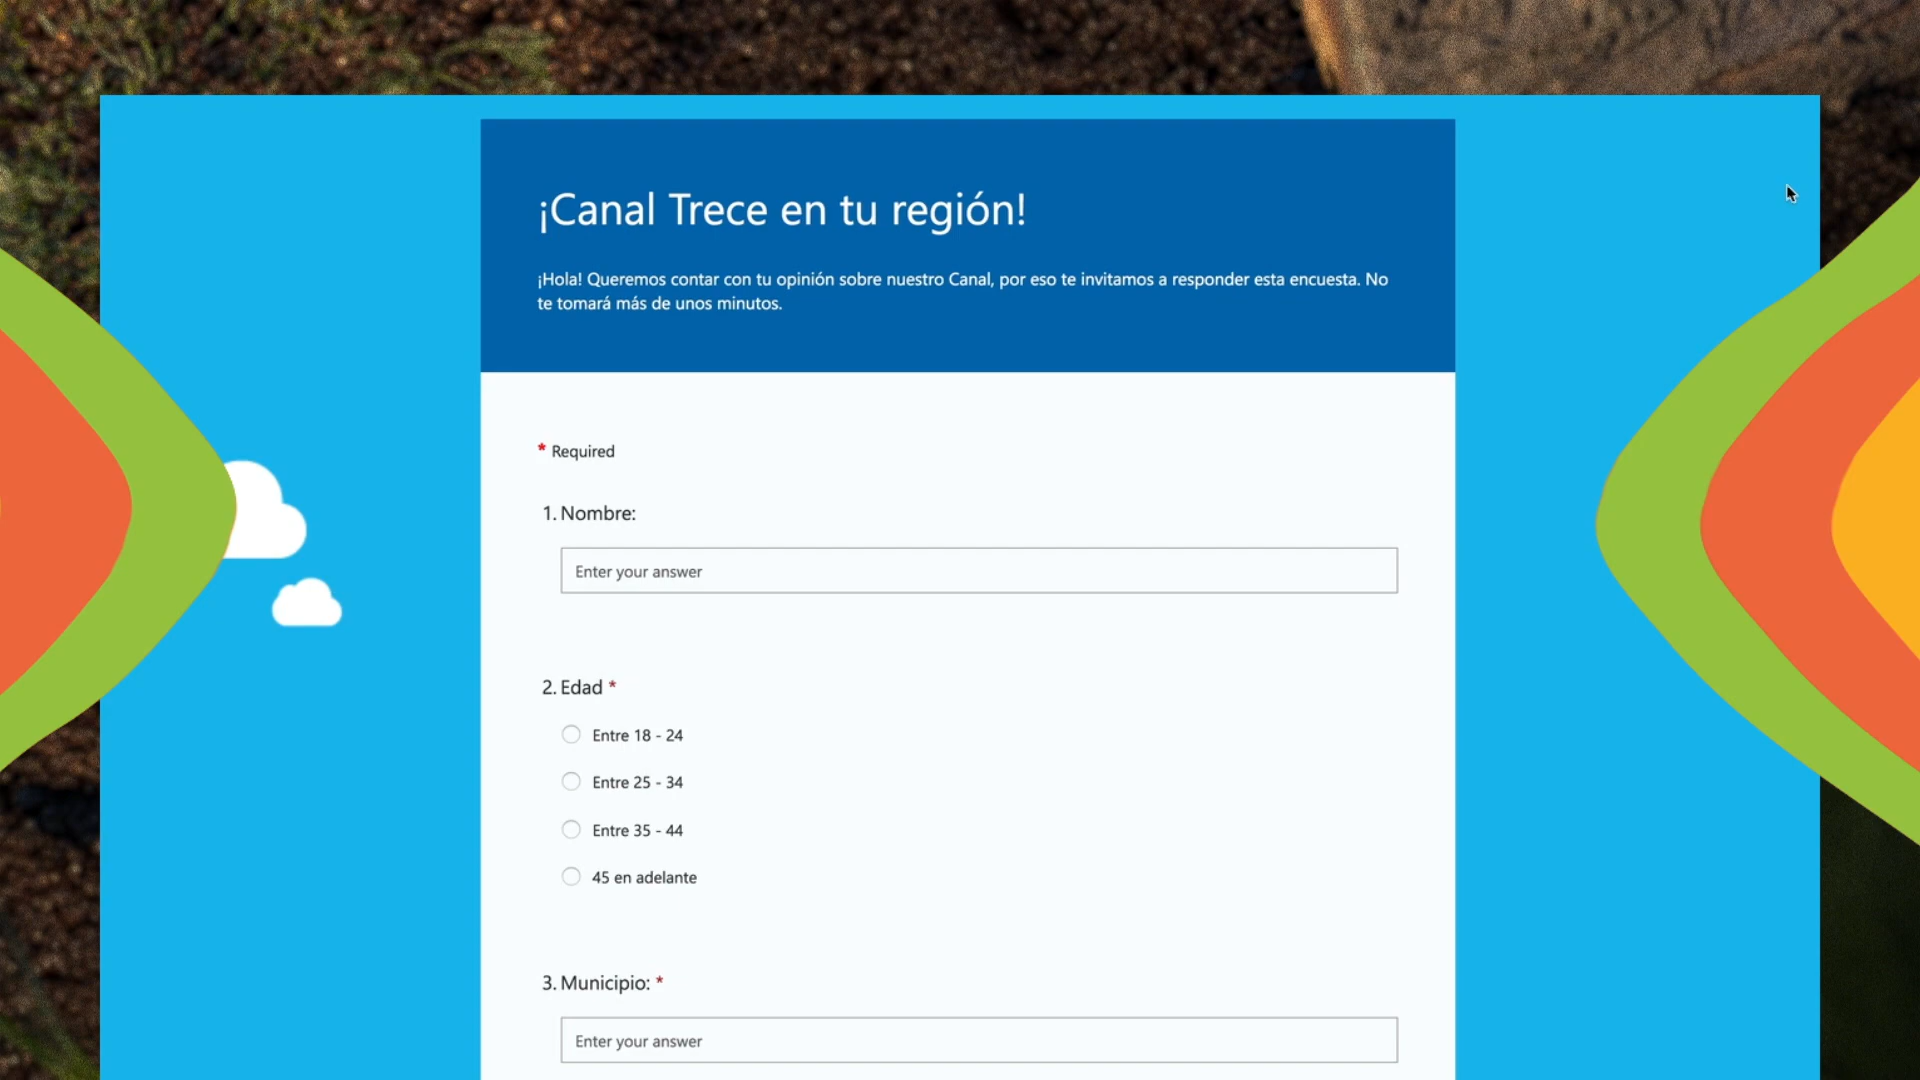 ¡Canal Trece en tu región!
¡Hola! Queremos contar con tu opinión sobre nuestro Canal, por eso te invitamos a responder esta encuesta. No
te tomará más de unos minutos.
* Required
1. Nombre:
Enter your answer
2. Edad *
Entre 18 - 24
Entre 25 - 34
Entre 35 - 44
45 en adelante
3. Municipio: *
Enter your answer